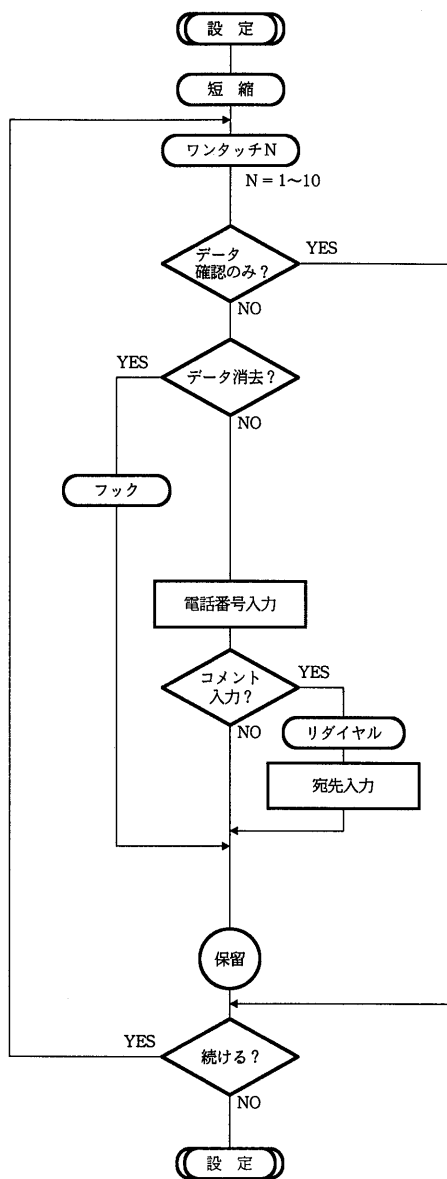 設 定
短 縮
ワンタッチN
N = 1～10
データ
確認のみ？
YES
NO
YES
データ消去？
NO
フック
電話番号入力
コメント
入力？
YES
NO
リダイヤル
宛先入力
保留
YES
続ける？
NO
設 定